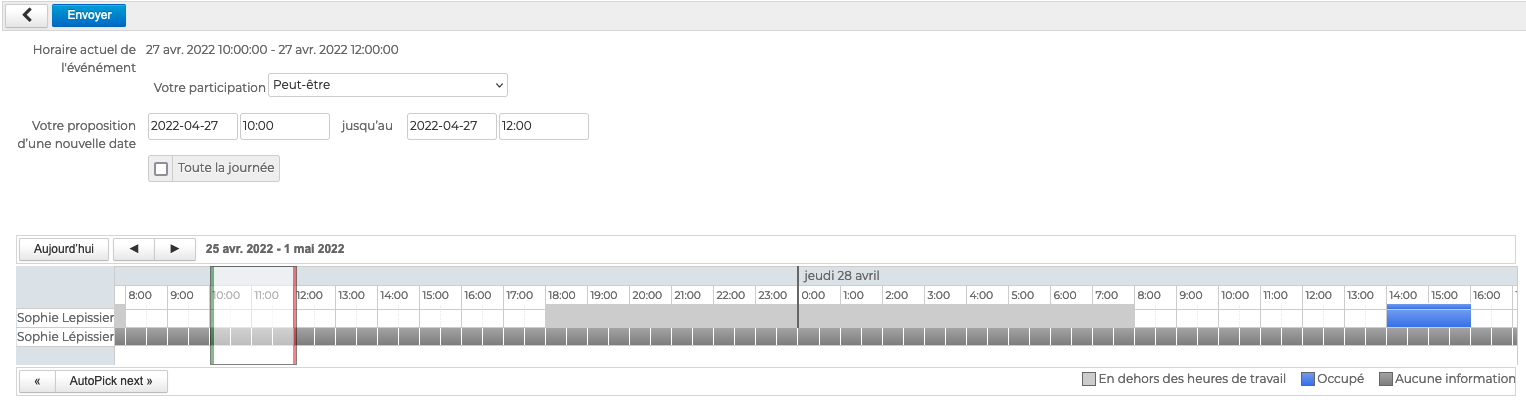 Envoyer
Horaire actuel de 27 avr. 2022 10:00:00 - 27 avr. 2022 12:00:00
l'événément
Votre participation Peut-être
Votre proposition 2022-04-27 10:00 jusqu’au 2022-04-27 12:00
d’une nouvelle date
Toute la journée
Aujourd’hui ◄ ► 25 avr. 2022 - 1 mai 2022
jeudi 28 avril
8:00 9:00 10:00 11:00 12:00 13:00 14:00 15:00 16:00 17:00 18:00 19:00 20:00 21:00 22:00 23:00 0:00 1:00 2:00 3:00 4:00 5:00 6:00 7:00 8:00 9:00 10:00 11:00 12:00 13:00 14:00 15:00 16:00
Sophie Lepissier
Sophie Lépissier
« AutoPick next » En dehors des heures de travail Occupé Aucune information